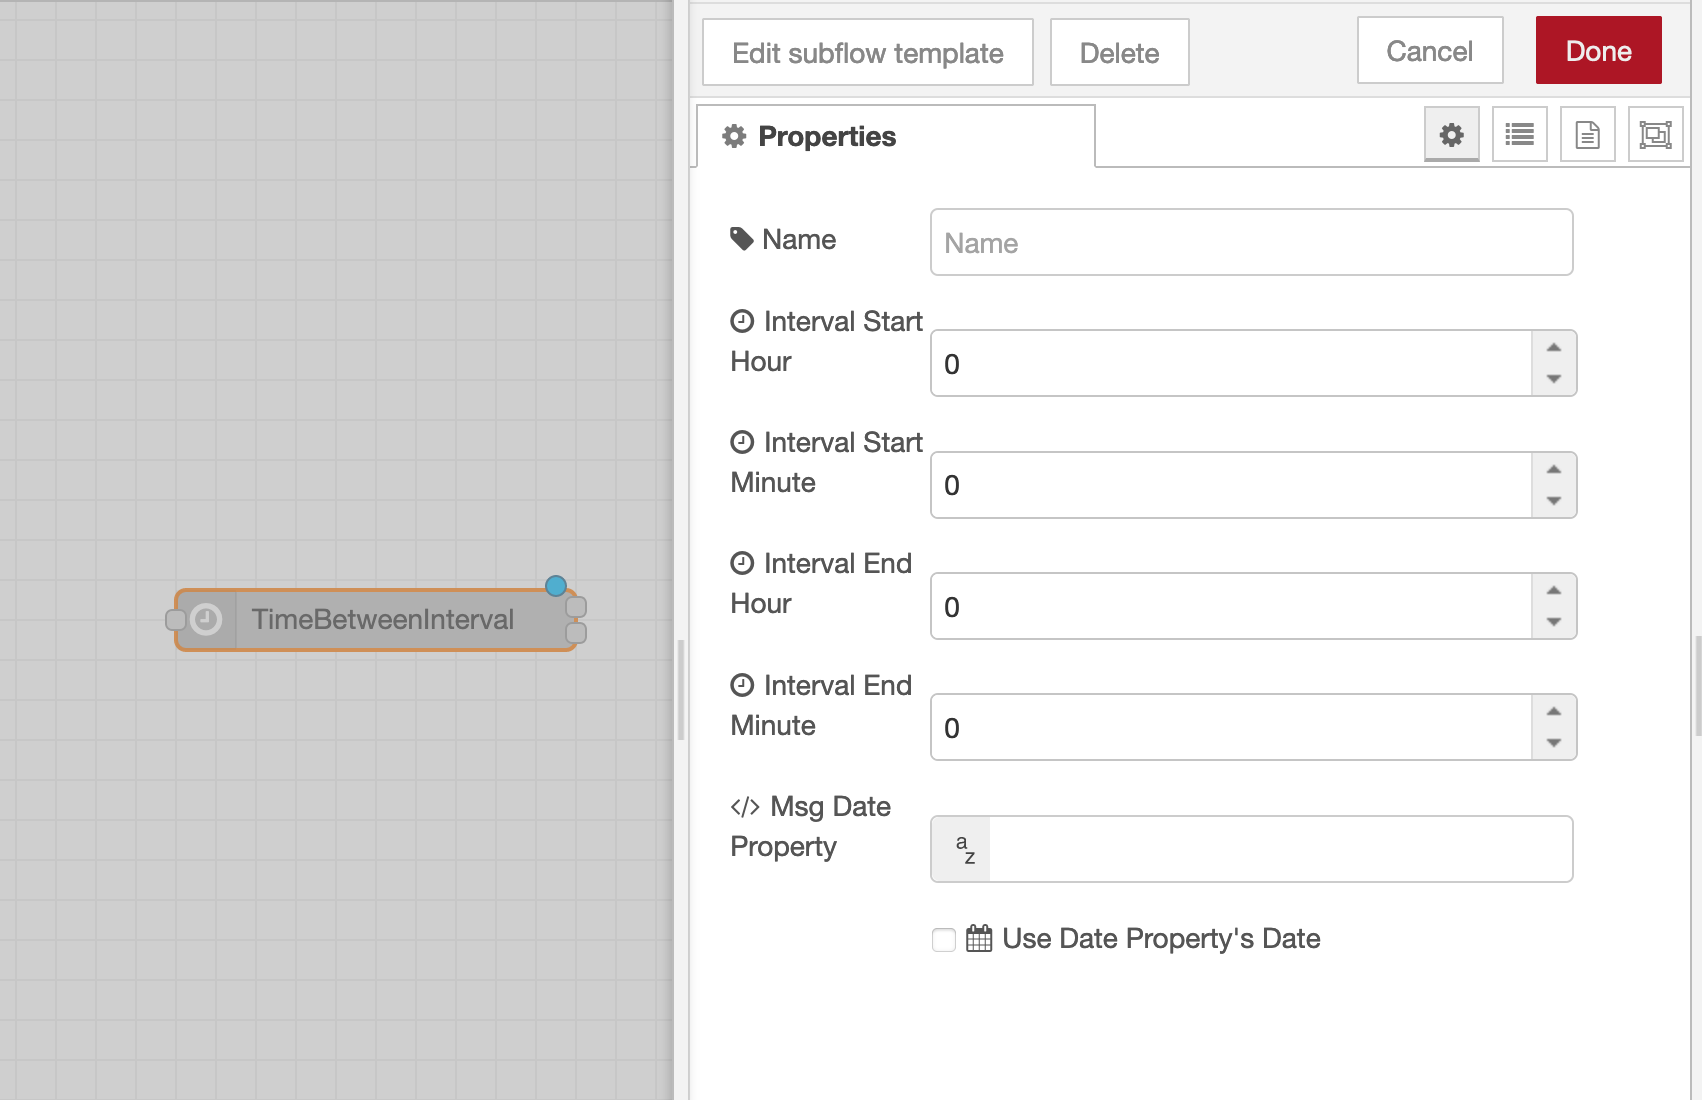 Edit subflow template
Delete
Cancel
Done
Properties
Name
Name
Interval Start
Hour
0
Interval Start
Minute
0
Interval End
Hour
0
Interval End
Minute
0
</> Msg Date
Property
a
z
Use Date Property's Date
TimeBetweenInterval